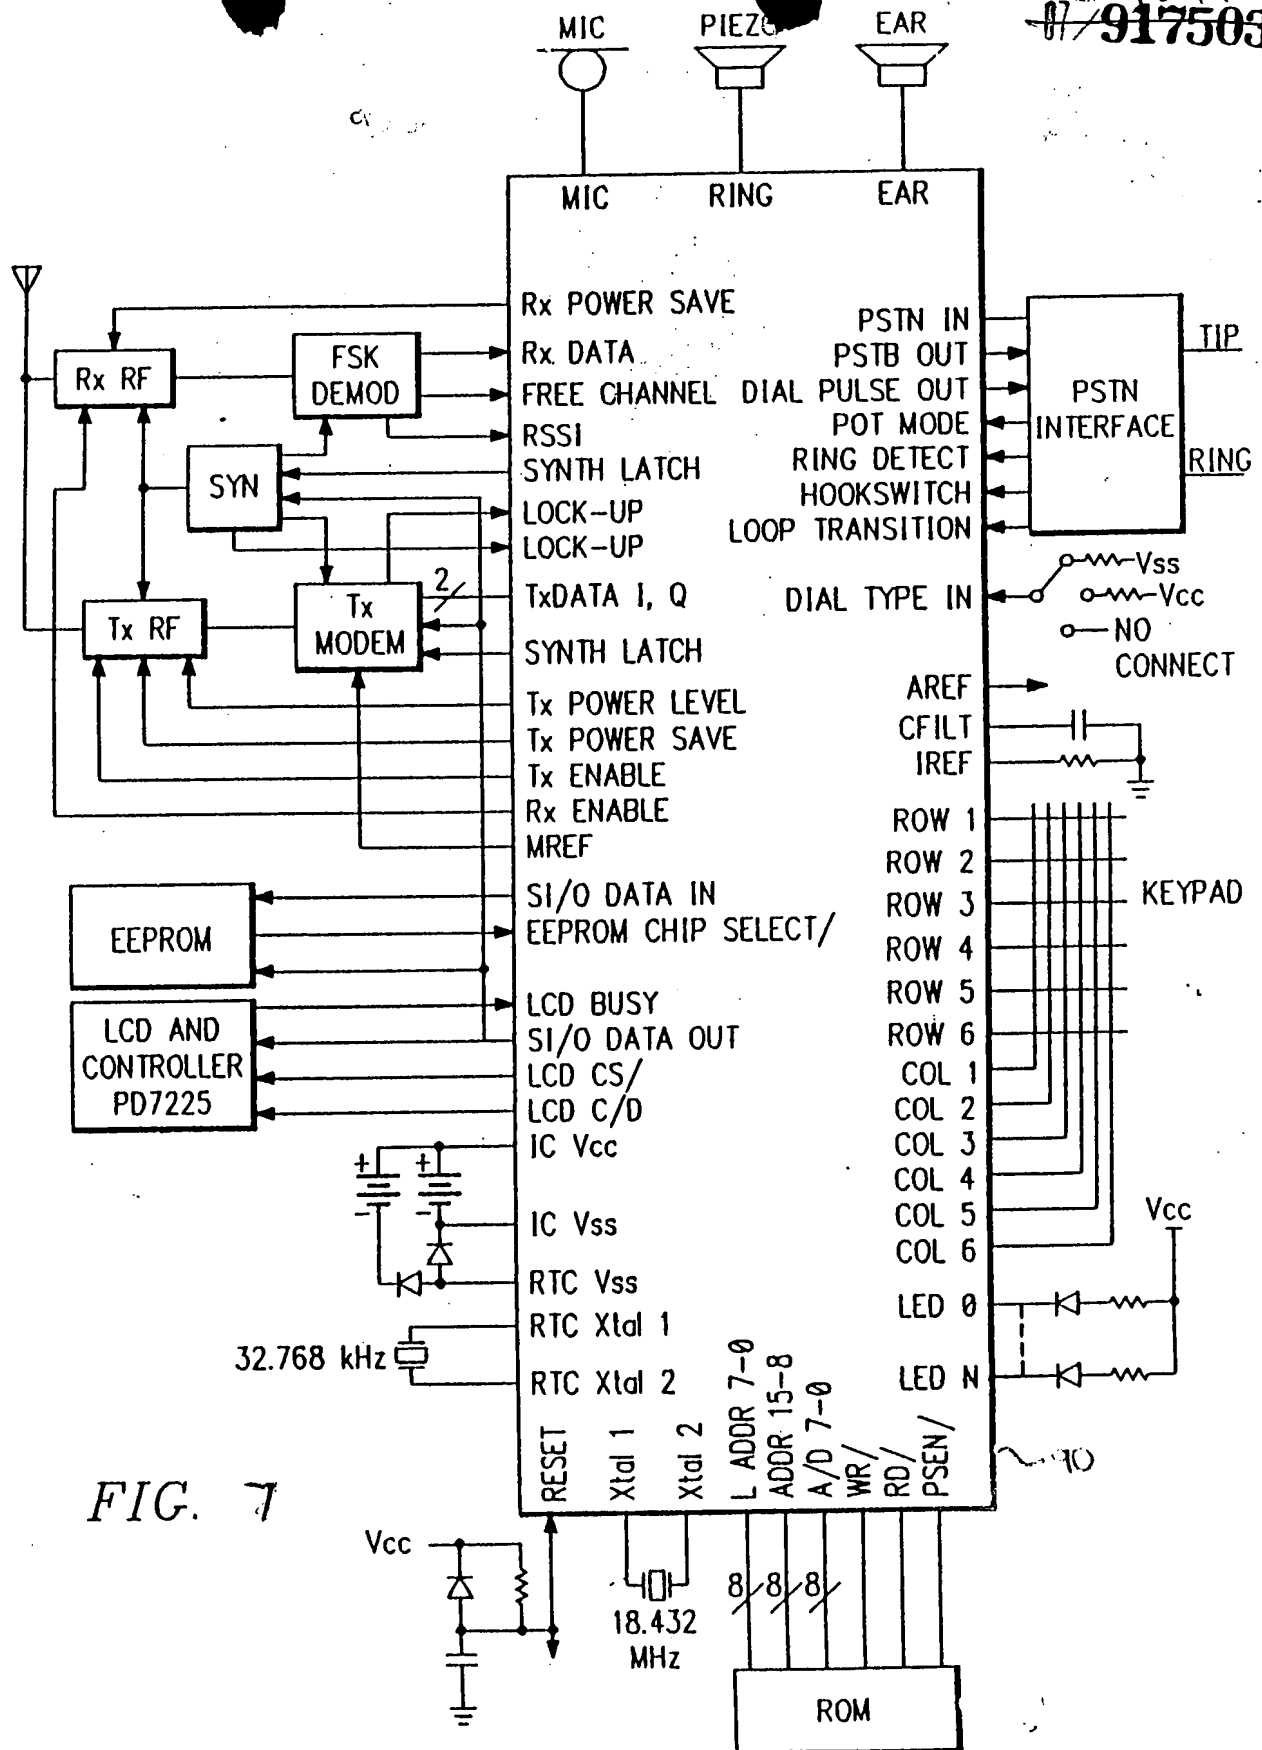 07/917503
MIC
PIEZO
EAR
MIC
RING
EAR
Rx POWER SAVE
Rx DATA
FREE CHANNEL
RSSI
SYNTH LATCH
LOCK-UP
LOCK-UP
TxDATA I, Q
SYNTH LATCH
Tx POWER LEVEL
Tx POWER SAVE
Tx ENABLE
Rx ENABLE
MREF
SI/O DATA IN
EEPROM CHIP SELECT/
LCD BUSY
SI/O DATA OUT
LCD CS/
LCD C/D
IC Vcc
IC Vss
RTC Vss
RTC Xtal 1
RTC Xtal 2
Rx RF
FSK
DEMOD
SYN
2
Tx RF
Tx
MODEM
EEPROM
LCD AND
CONTROLLER
PD7225
+
+
-
-
32.768 kHz
PSTN IN
PSTB OUT
DIAL PULSE OUT
POT MODE
RING DETECT
HOOKSWITCH
LOOP TRANSITION
DIAL TYPE IN
AREF
CFILT
IREF
ROW 1
ROW 2
ROW 3
ROW 4
ROW 5
ROW 6
COL 1
COL 2
COL 3
COL 4
COL 5
COL 6
LED 0
LED N
PSTN
INTERFACE
TIP
RING
Vss
Vcc
NO
CONNECT
KEYPAD
Vcc
RESET
Xtal 1
Xtal 2
L ADDR 7-0
ADDR 15-8
A/D 7-0
WR/
RD/
PSEN/
90
FIG. 7
Vcc
18.432
MHz
8
8
8
ROM